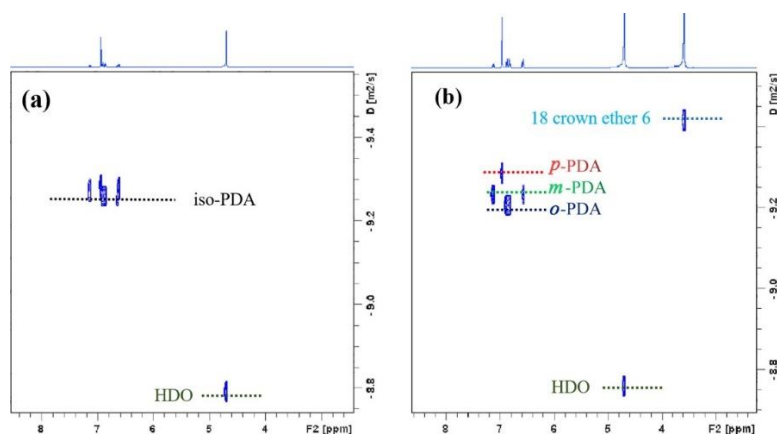 (a)
iso-PDA
HDO
D [m2/s]
- 9.4
- 9.2
- 9.0
- 8.8
8
7
6
5
4
F2 [ppm]
(b)
18 crown ether 6
p-PDA
m-PDA
o-PDA
HDO
D [m2/s]
- 9.4
- 9.2
- 9.0
- 8.8
8
7
6
5
4
3
F2 [ppm]